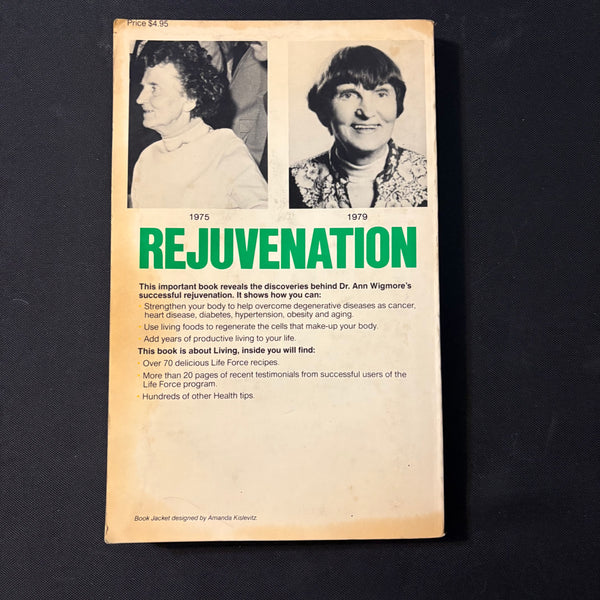 Price $4.95
1975 1979
REJUVENATION
This important book reveals the discoveries behind Dr. Ann Wigmore's
successful rejuvenation. It shows how you can:
· Strengthen your body to help overcome degenerative diseases as cancer,
heart disease, diabetes, hypertension, obesity and aging.
· Use living foods to regenerate the cells that make-up your body.
· Add years of productive living to your life.
This book is about Living, inside you will find:
· Over 70 delicious Life Force recipes.
· More than 20 pages of recent testimonials from successful users of the
Life Force program.
· Hundreds of other Health tips.
Book Jacket designed by Amanda Kislevitz